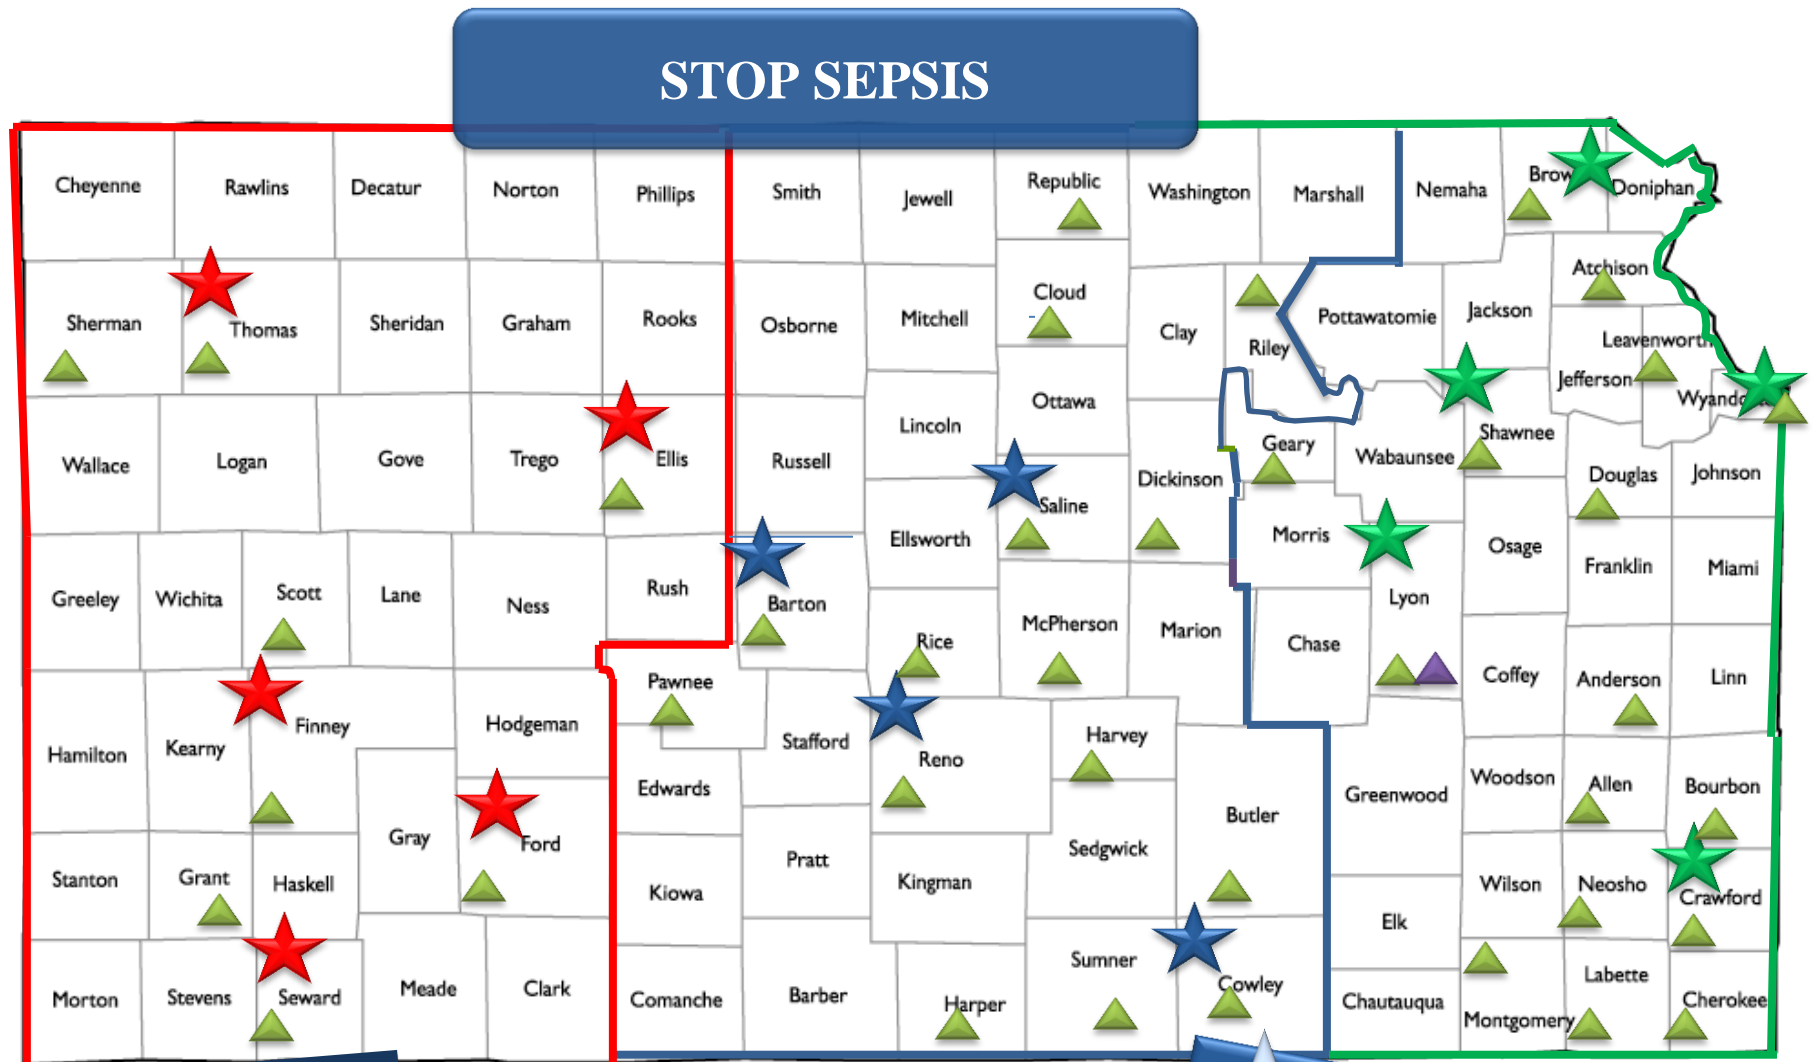 STOP SEPSIS
Cheyenne
Rawlins
Decatur
Norton
Phillips
Smith
Jewell
Republic
Washington
Marshall
Nemaha
Brow
Doniphan
Sherman
Thomas
Sheridan
Graham
Rooks
Osborne
Mitchell
Cloud
Clay
Riley
Pottawatomie
Jackson
Atchison
Leavenworth
Jefferson
Wyando
Wallace
Logan
Gove
Trego
Ellis
Russell
Lincoln
Ottawa
Saline
Dickinson
Geary
Wabaunsee
Shawnee
Douglas
Johnson
Greeley
Wichita
Scott
Lane
Ness
Rush
Barton
Ellsworth
Rice
McPherson
Marion
Morris
Chase
Lyon
Osage
Franklin
Miami
Coffey
Anderson
Linn
Hamilton
Kearny
Finney
Hodgeman
Pawnee
Stafford
Edwards
Reno
Harvey
Sedgwick
Butler
Greenwood
Woodson
Allen
Bourbon
Gray
Ford
Stanton
Grant
Haskell
Kiowa
Pratt
Kingman
Elk
Wilson
Neosho
Crawford
Morton
Stevens
Seward
Meade
Clark
Comanche
Barber
Harper
Sumner
Cowley
Chautauqua
Montgomery
Labette
Cherokee